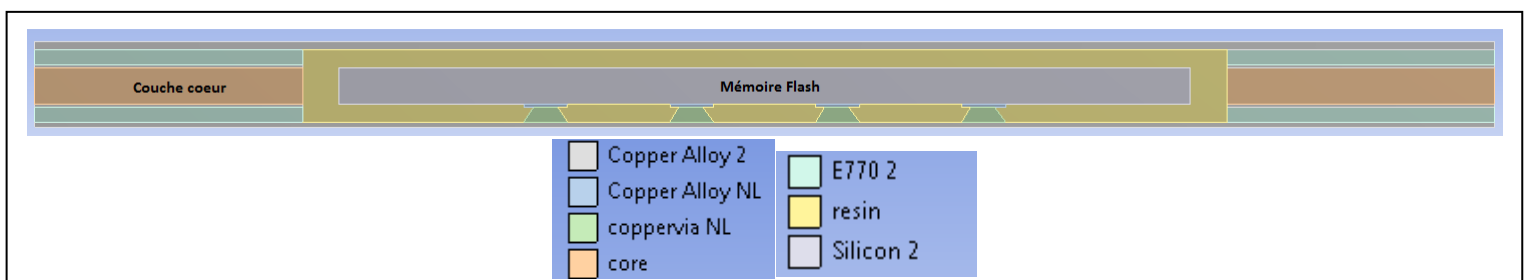 Couche coeur
Mémoire Flash
Copper Alloy 2
Copper Alloy NL
coppervia NL
core
E770 2
resin
Silicon 2